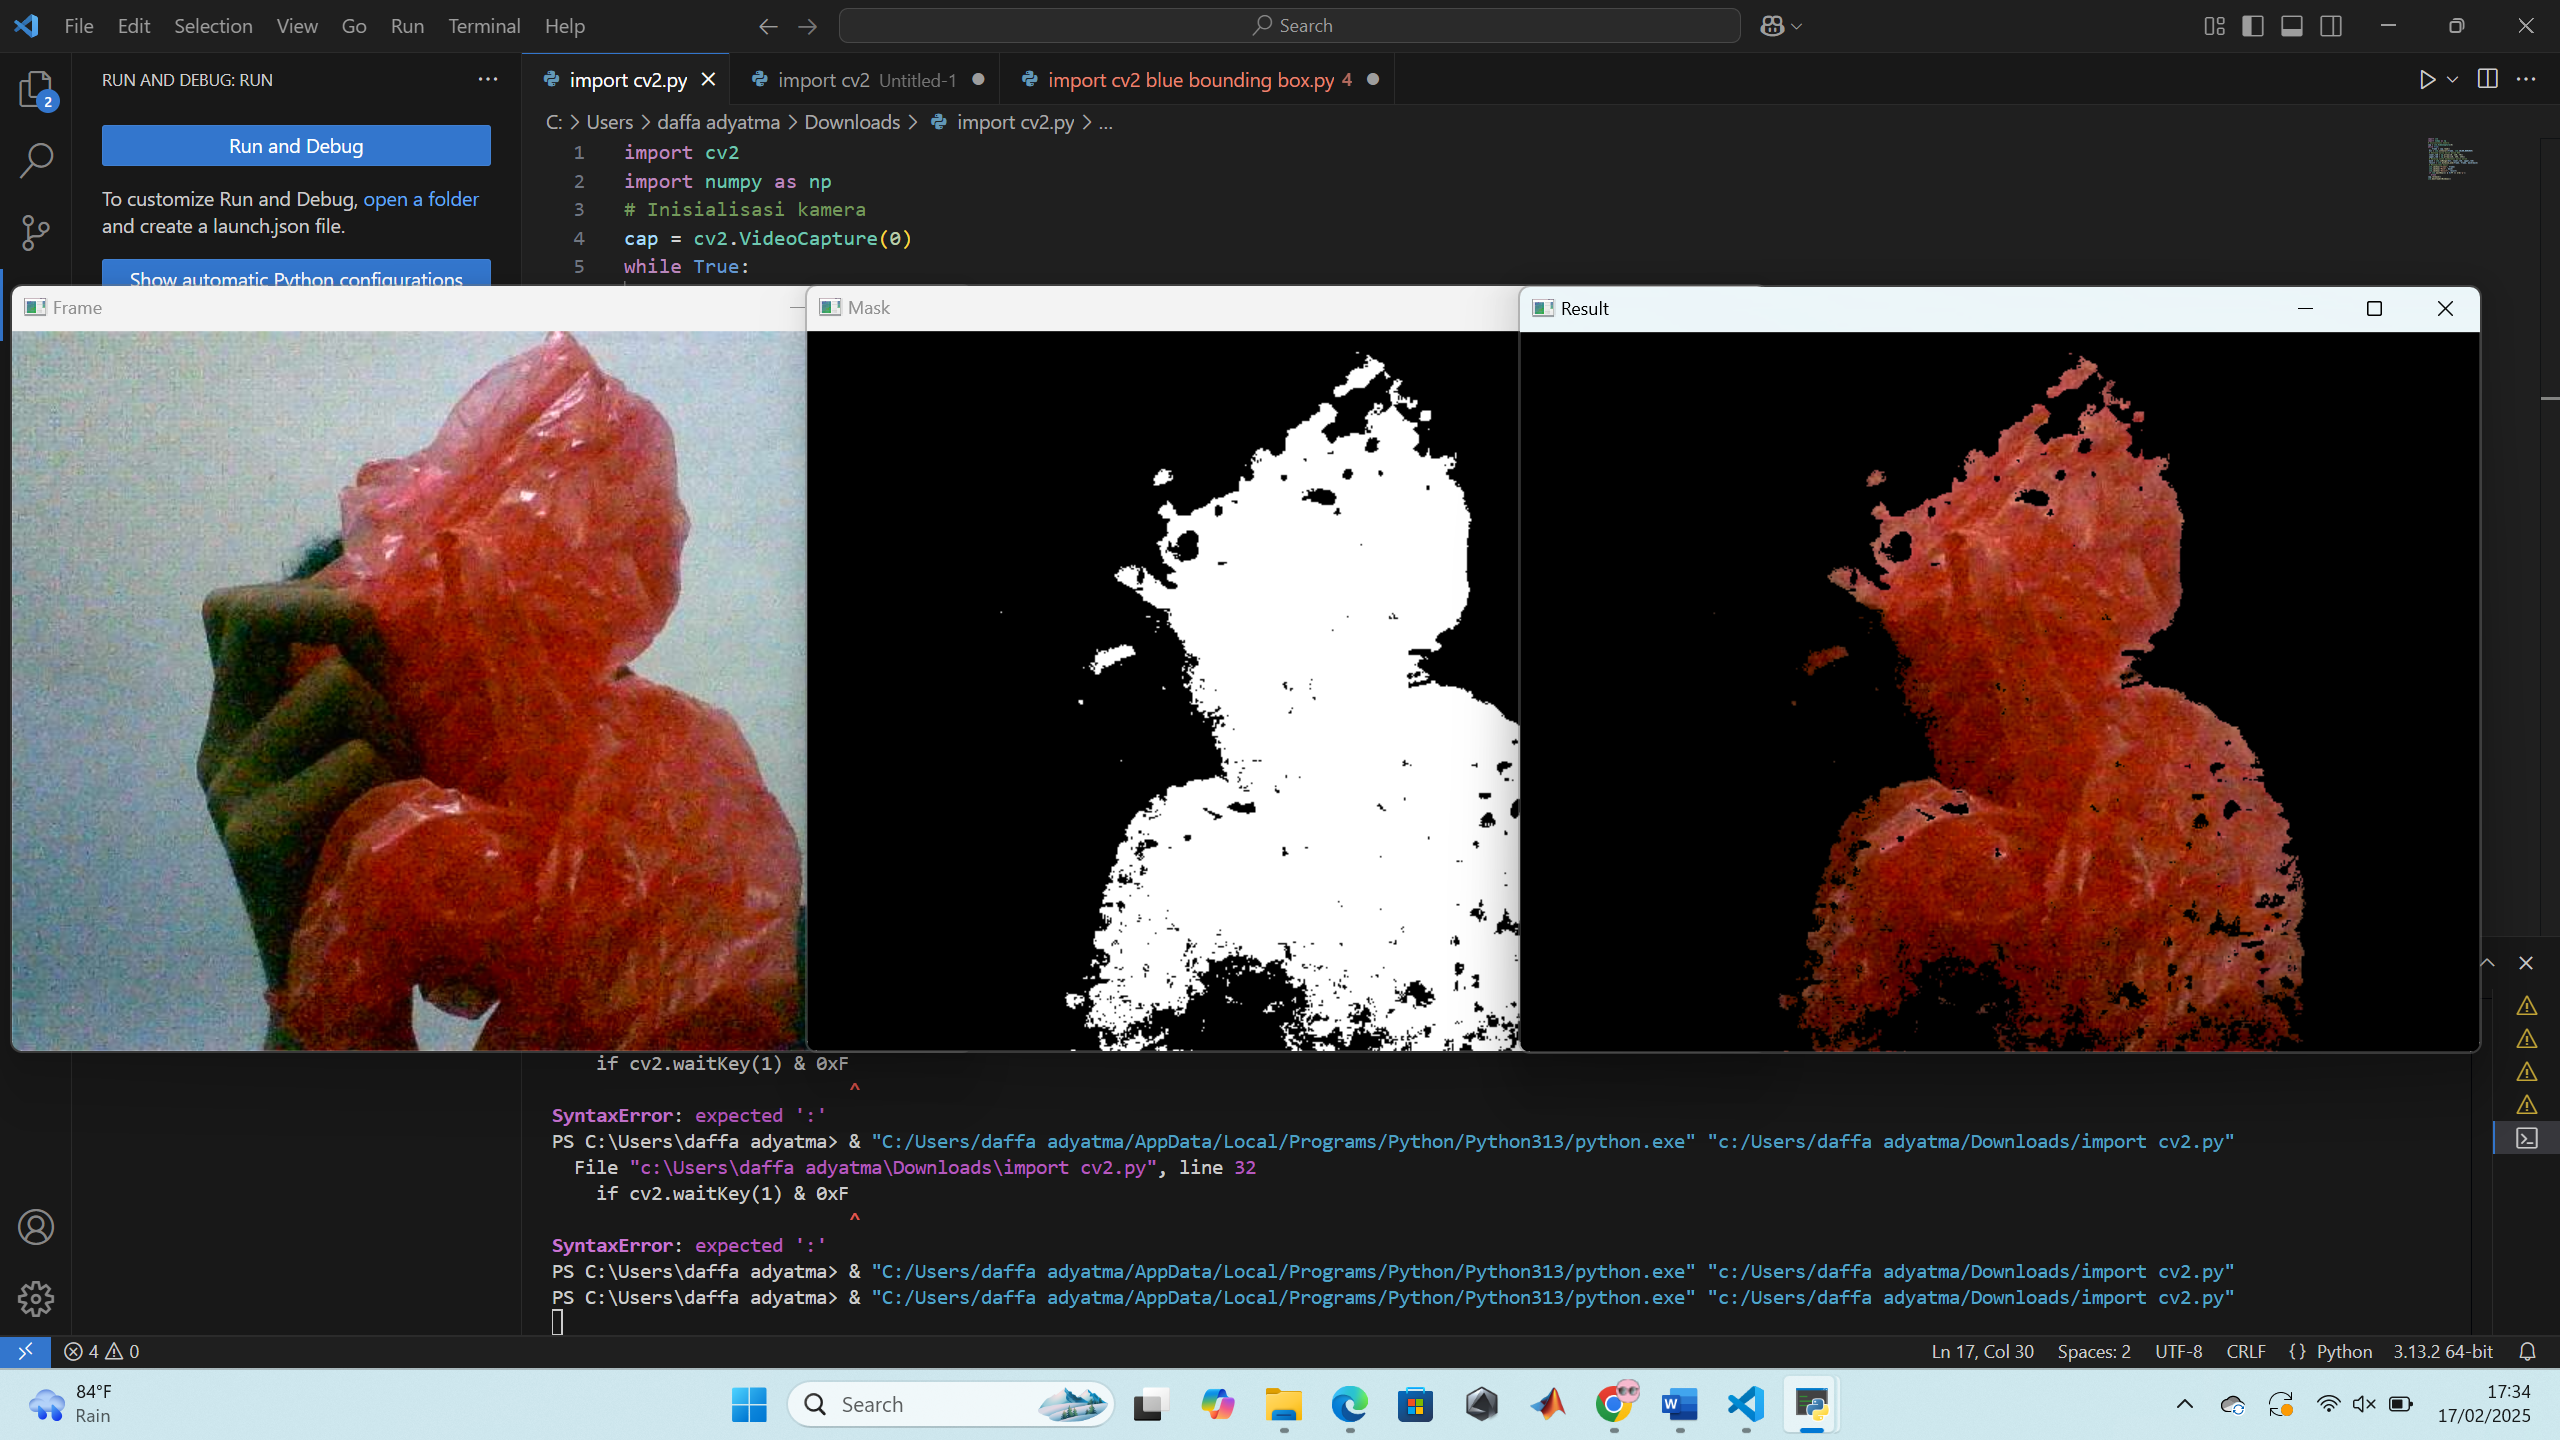 File Edit Selection View Go Run Terminal Help
Search
RUN AND DEBUG: RUN
import cv2.py
import cv2 Untitled-1
import cv2 blue bounding box.py 4
2
Run and Debug
C: > Users > daffa adyatma > Downloads > import cv2.py > ...
To customize Run and Debug, open a folder
and create a launch.json file.
Show automatic Python configurations
1 import cv2
2 import numpy as np
3 # Inisialisasi kamera
4 cap = cv2.VideoCapture(0)
5 while True:
Frame
Mask
Result
if cv2.waitKey(1) & 0xF
^
SyntaxError: expected ':'
PS C:\Users\daffa adyatma> & "C:/Users/daffa adyatma/AppData/Local/Programs/Python/Python313/python.exe" "c:/Users/daffa adyatma/Downloads/import cv2.py"
File "c:\Users\daffa adyatma\Downloads\import cv2.py", line 32
if cv2.waitKey(1) & 0xF
^
SyntaxError: expected ':'
PS C:\Users\daffa adyatma> & "C:/Users/daffa adyatma/AppData/Local/Programs/Python/Python313/python.exe" "c:/Users/daffa adyatma/Downloads/import cv2.py"
PS C:\Users\daffa adyatma> & "C:/Users/daffa adyatma/AppData/Local/Programs/Python/Python313/python.exe" "c:/Users/daffa adyatma/Downloads/import cv2.py"
4 0
Ln 17, Col 30 Spaces: 2 UTF-8 CRLF {} Python 3.13.2 64-bit
84°F
Rain
Search
17:34
17/02/2025